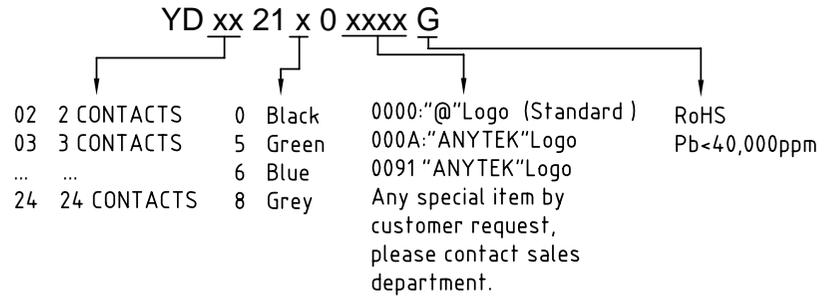 YD xx 21 x 0 xxxx G
02 2 CONTACTS
03 3 CONTACTS
... ...
24 24 CONTACTS
0 Black
5 Green
6 Blue
8 Grey
0000:"@"Logo (Standard)
000A:"ANYTEK"Logo
0091 "ANYTEK"Logo
Any special item by
customer request,
please contact sales
department.
RoHS
Pb<40,000ppm